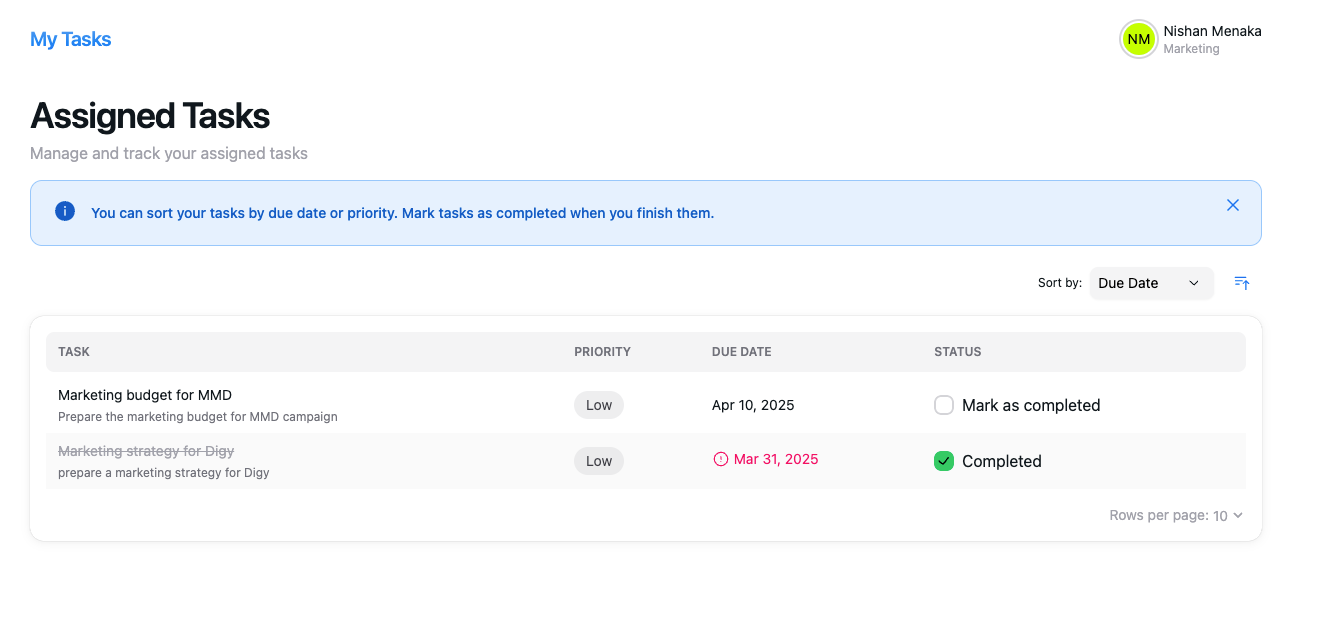 My Tasks
NM
Nishan Menaka
Marketing
Assigned Tasks
Manage and track your assigned tasks
You can sort your tasks by due date or priority. Mark tasks as completed when you finish them.
Sort by: Due Date
TASK PRIORITY DUE DATE STATUS
Marketing budget for MMD
Prepare the marketing budget for MMD campaign
Low Apr 10, 2025 Mark as completed
Marketing strategy for Digy
prepare a marketing strategy for Digy
Low Mar 31, 2025 Completed
Rows per page: 10